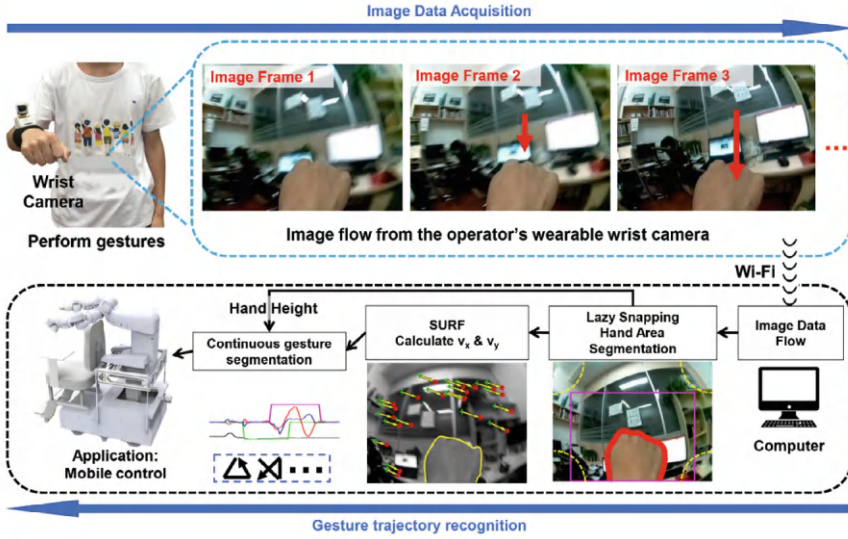 Image Data Acquisition
Image Frame 1
Image Frame 2
Image Frame 3
Wrist
Camera
Perform gestures
Image flow from the operator's wearable wrist camera
Wi-Fi
Hand Height
Continuous gesture
segmentation
SURF
Calculate vx & vy
Lazy Snapping
Hand Area
Segmentation
Image Data
Flow
Computer
Application:
Mobile control
Gesture trajectory recognition